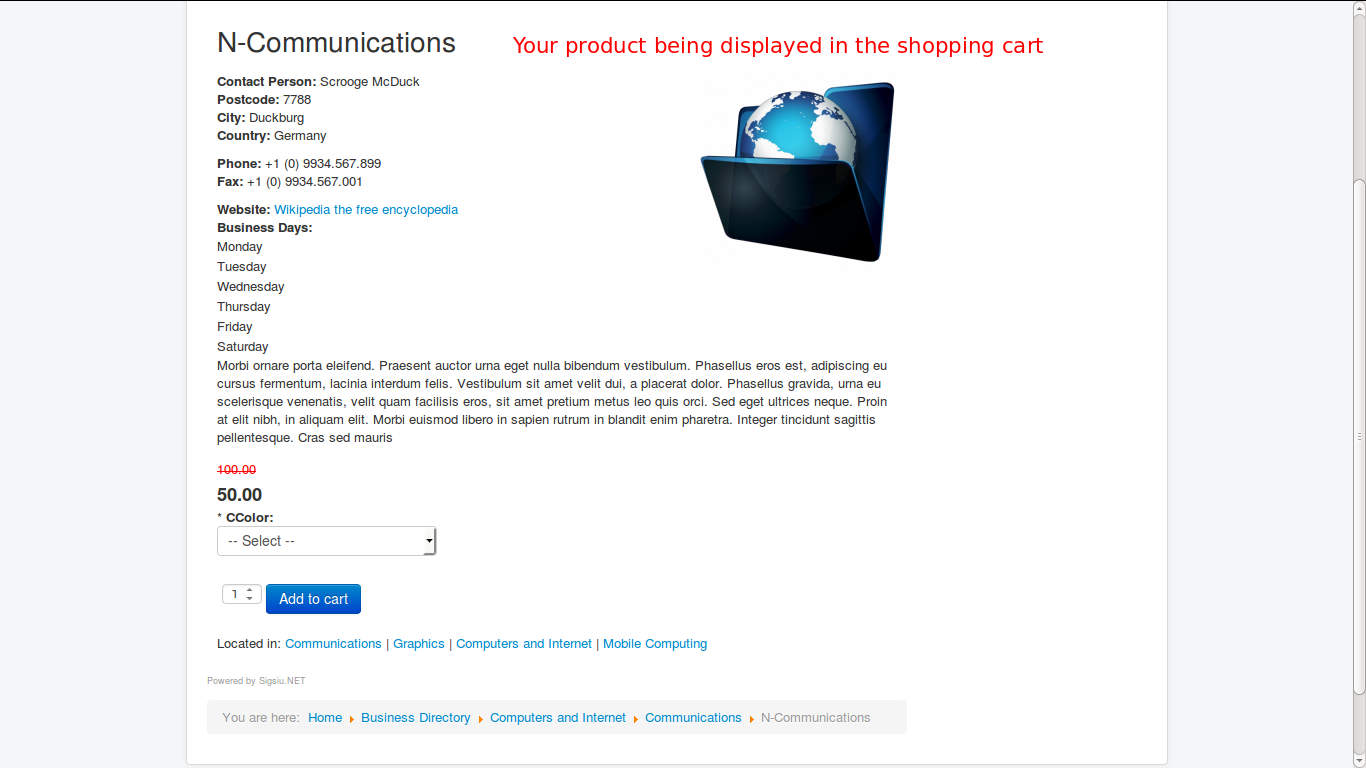 N-Communications
Your product being displayed in the shopping cart
Contact Person: Scrooge McDuck
Postcode: 7788
City: Duckburg
Country: Germany
Phone: +1 (0) 9934.567.899
Fax: +1 (0) 9934.567.001
Website: Wikipedia the free encyclopedia
Business Days:
Monday
Tuesday
Wednesday
Thursday
Friday
Saturday
Morbi ornare porta eleifend. Praesent auctor urna eget nulla bibendum vestibulum. Phasellus eros est, adipiscing eu
cursus fermentum, lacinia interdum felis. Vestibulum sit amet velit dui, a placerat dolor. Phasellus gravida, urna eu
scelerisque venenatis, velit quam facilisis eros, sit amet pretium metus leo quis orci. Sed eget ultrices neque. Proin
at elit nibh, in aliquam elit. Morbi euismod libero in sapien rutrum in blandit enim pharetra. Integer tincidunt sagittis
pellentesque. Cras sed mauris
100.00
50.00
* CColor:
-- Select --
1 Add to cart
Located in: Communications | Graphics | Computers and Internet | Mobile Computing
Powered by Sigsiu.NET
You are here: Home Business Directory Computers and Internet Communications N-Communications